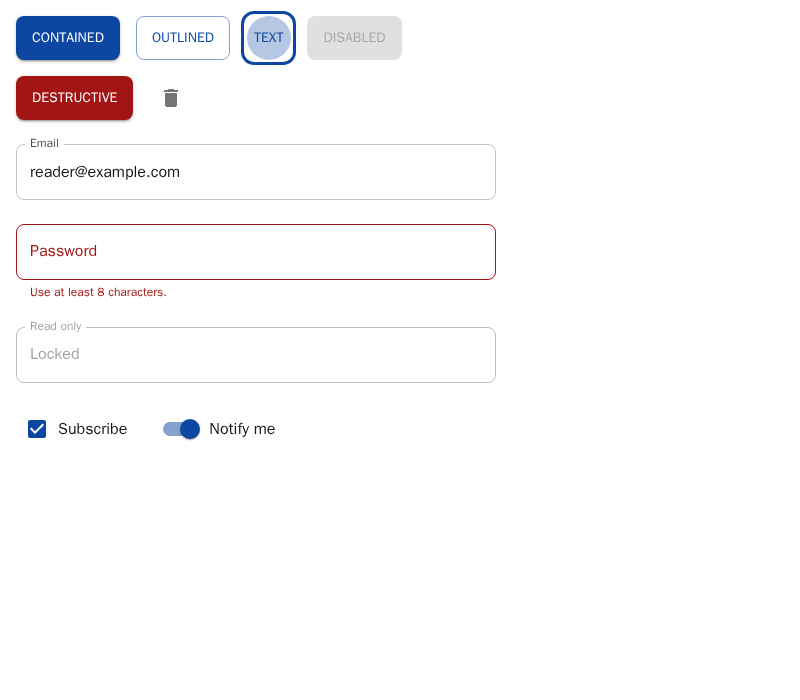 CONTAINED
OUTLINED
TEXT
DISABLED
DESTRUCTIVE
Email
reader@example.com
Password
Use at least 8 characters.
Read only
Locked
Subscribe
Notify me